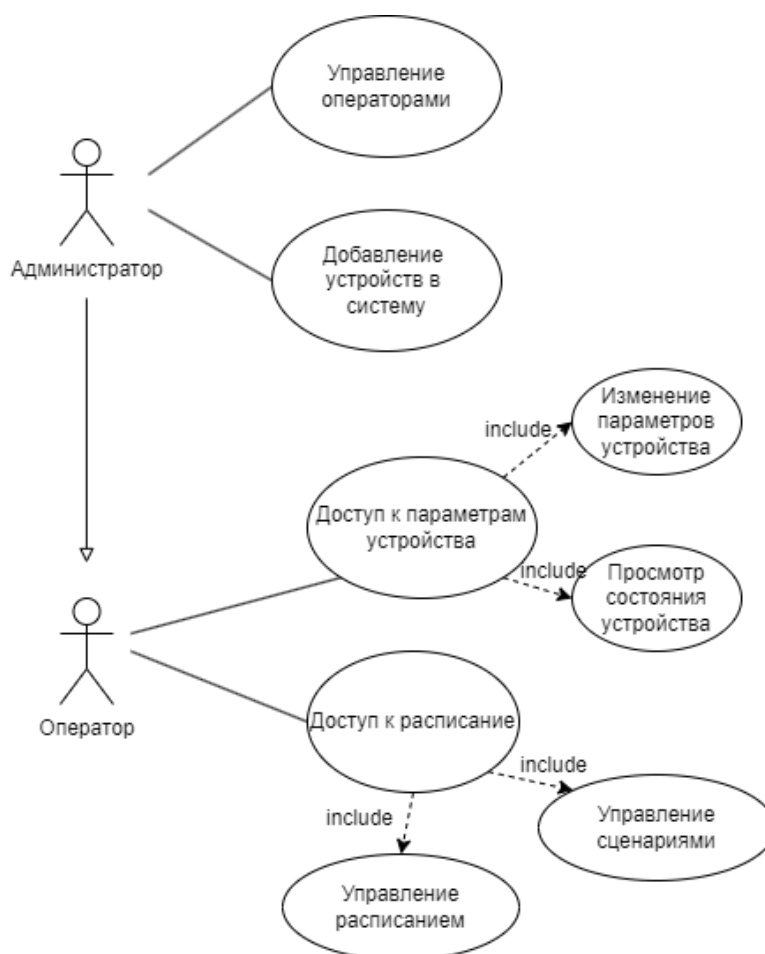 Управление
операторами
Администратор
Добавление
устройств в
систему
Изменение
параметров
устройства
include
Доступ к параметрам
устройства
include
Просмотр
состояния
устройства
Оператор
Доступ к расписание
include
include
Управление
сценариями
Управление
расписанием